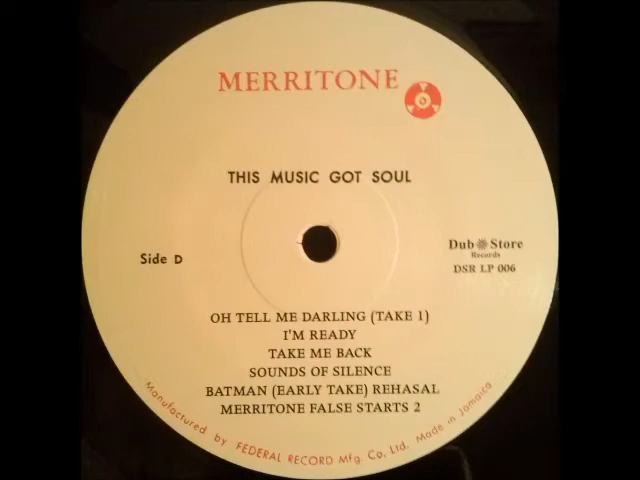 MERRITONE
THIS MUSIC GOT SOUL
Side D
Dub Store
Records
DSR LP 006
OH TELL ME DARLING (TAKE 1)
I'M READY
TAKE ME BACK
SOUNDS OF SILENCE
BATMAN (EARLY TAKE) REHASAL
MERRITONE FALSE STARTS 2
Manufactured by FEDERAL RECORD Mfg. Co, Ltd. Made in Jamaica